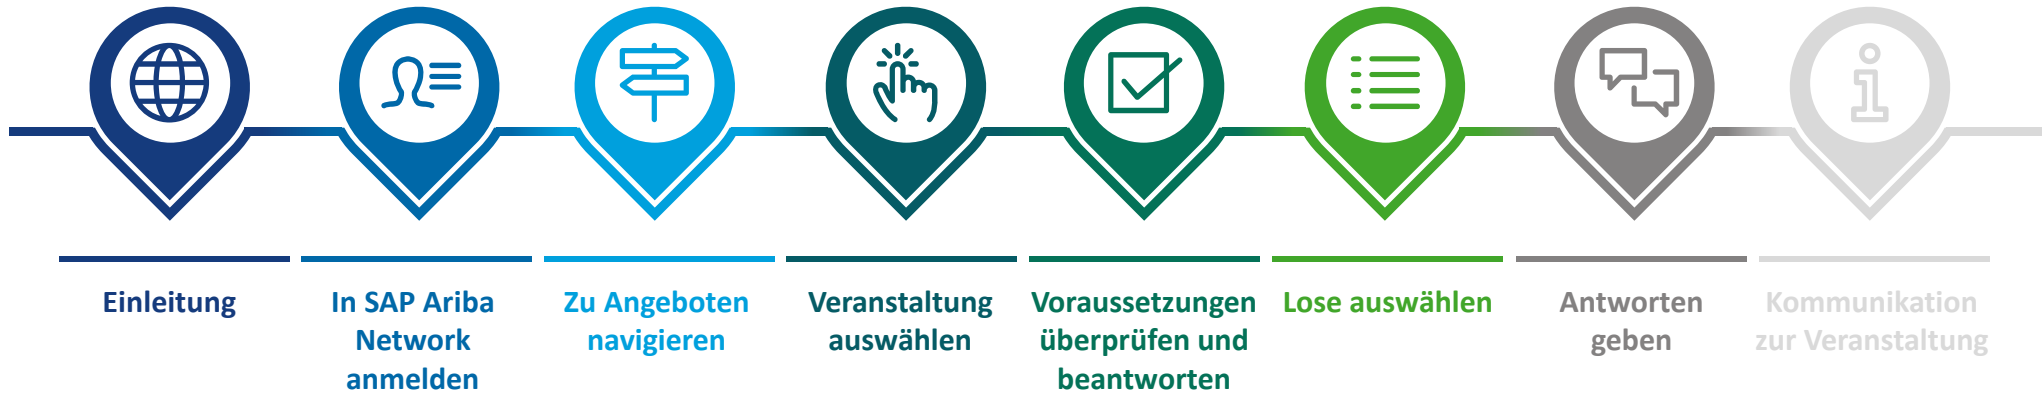 Einleitung
In SAP Ariba
Network
anmelden
Zu Angeboten
navigieren
Veranstaltung
auswählen
Voraussetzungen
überprüfen und
beantworten
Lose auswählen
Antworten
geben
Kommunikation
zur Veranstaltung